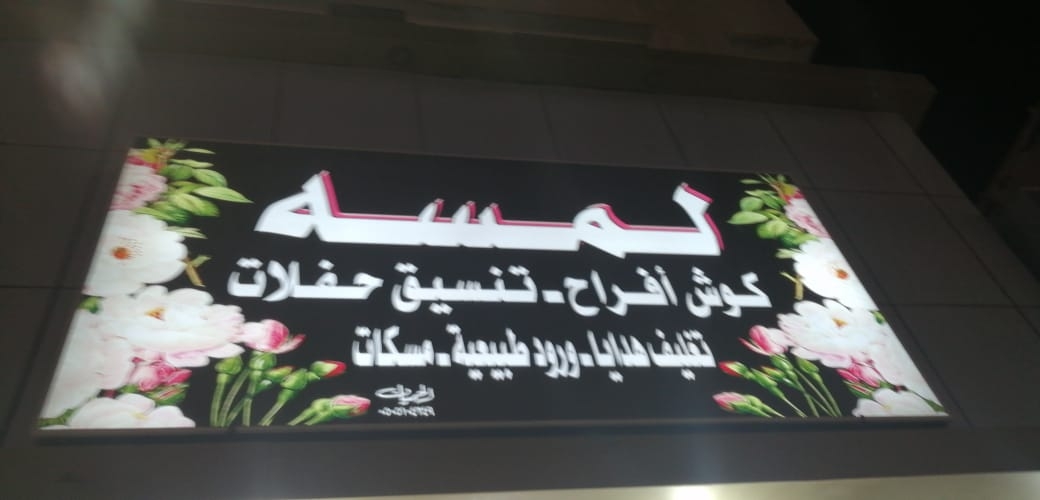 لمسه
كوش أفراح - تنسيق حفلات
تغليف هدايا - ورود طبيعية - مسكات